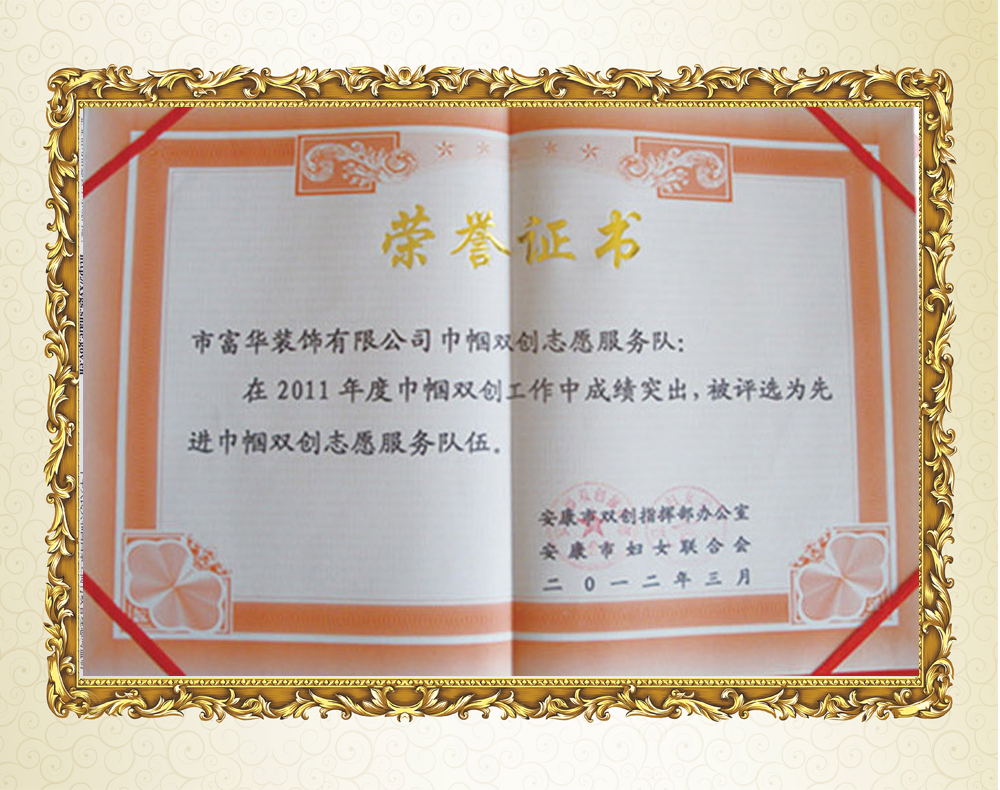 荣誉证书
市富华装饰有限公司巾帼双创志愿服务队：
在2011年度巾帼双创工作中成绩突出，被评选为先
进巾帼双创志愿服务队伍。
安康市双创指挥部办公室
安康市妇女联合会
二０一二年三月